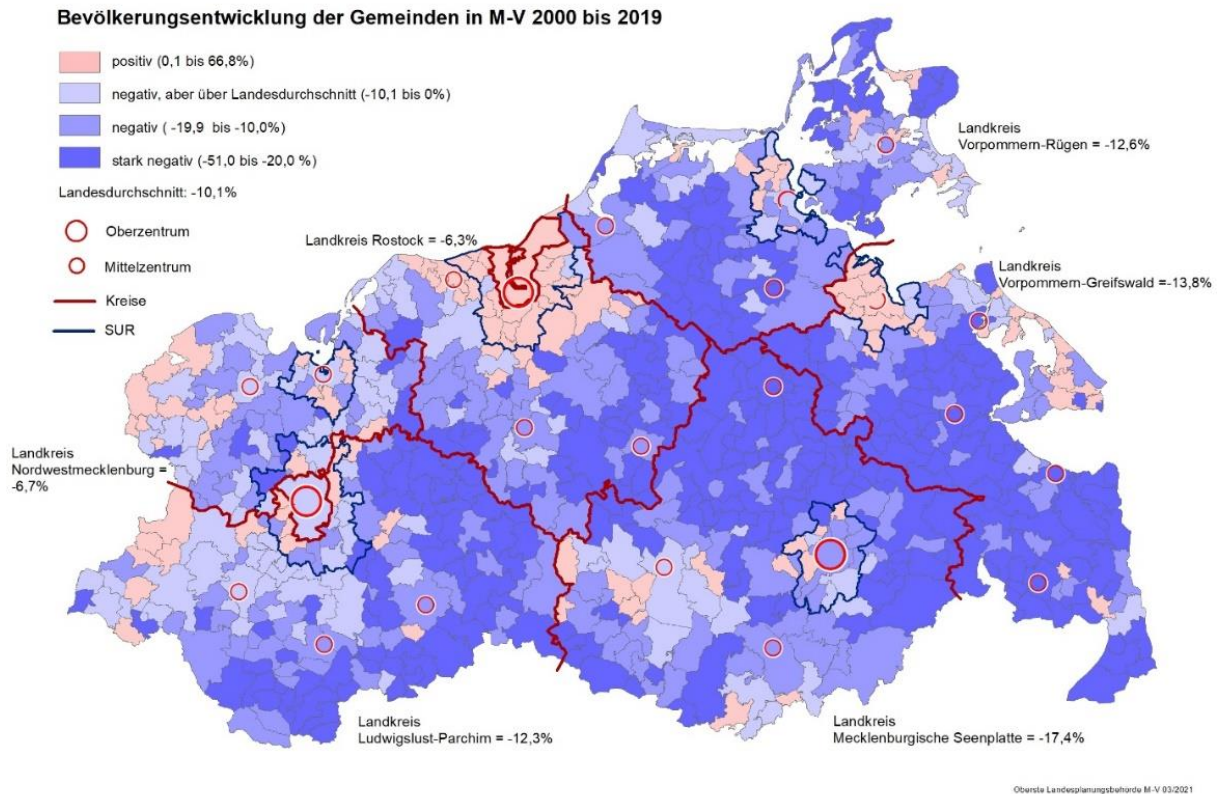 Bevölkerungsentwicklung der Gemeinden in M-V 2000 bis 2019
positiv (0,1 bis 66,8%)
negativ, aber über Landesdurchschnitt (-10,1 bis 0%)
negativ ( -19,9 bis -10,0%)
stark negativ (-51,0 bis -20,0 %)
Landesdurchschnitt: -10,1%
Oberzentrum
Mittelzentrum
Kreise
SUR
Landkreis
Vorpommern-Rügen = -12,6%
Landkreis Rostock = -6,3%
Landkreis
Vorpommern-Greifswald =-13,8%
Landkreis
Nordwestmecklenburg =
-6,7%
Landkreis
Ludwigslust-Parchim = -12,3%
Landkreis
Mecklenburgische Seenplatte = -17,4%
Oberste Landesplanungsbehörde M-V 03/2021